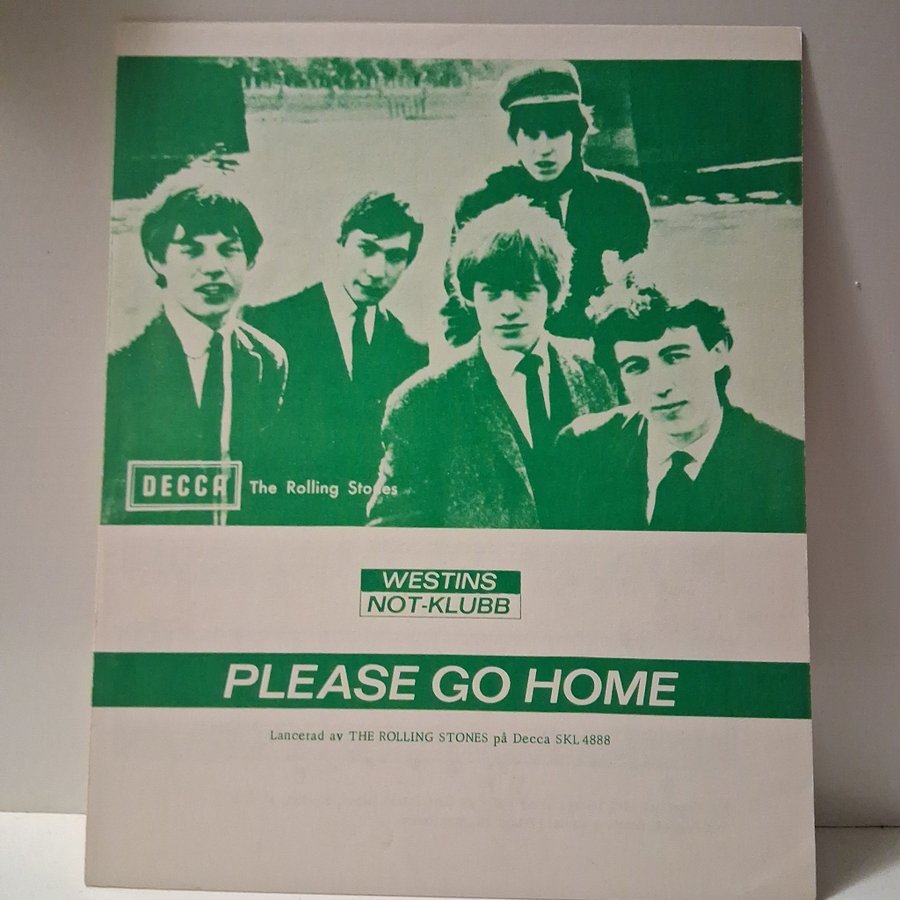 DECCA The Rolling Stones
WESTINS
NOT-KLUBB
PLEASE GO HOME
Lancerad av THE ROLLING STONES på Decca SKL 4888